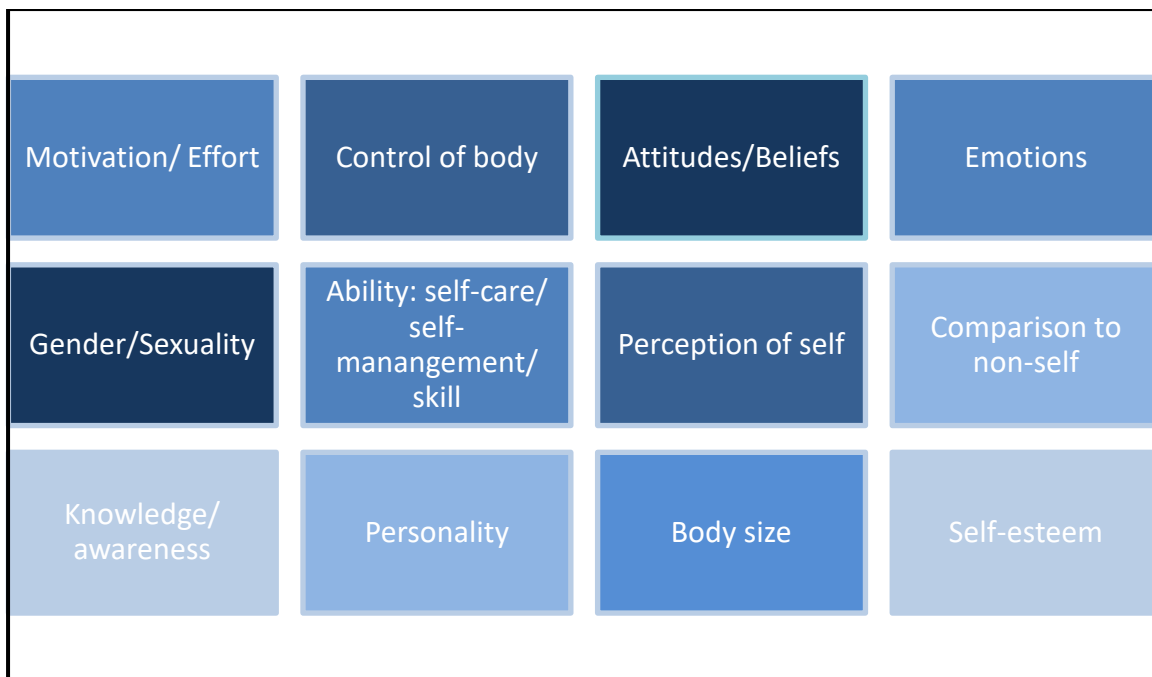 Motivation/ Effort
Control of body
Attitudes/Beliefs
Emotions
Gender/Sexuality
Ability: self-care/
self-
manangement/
skill
Perception of self
Comparison to
non-self
Knowledge/
awareness
Personality
Body size
Self-esteem